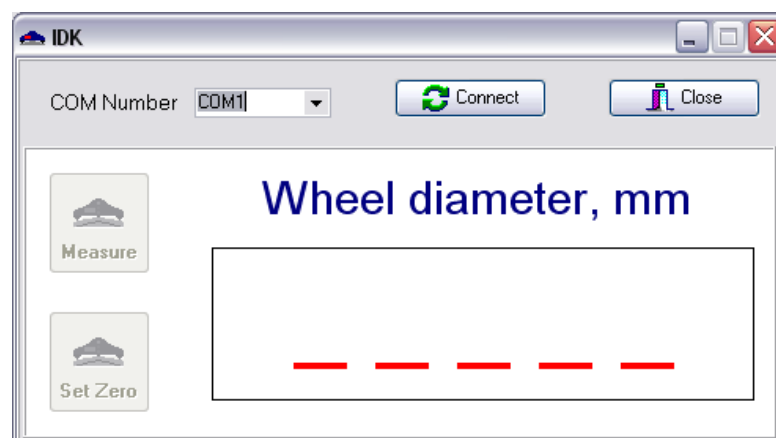 IDK
COM Number COM1 Connect Close
Wheel diameter, mm
Measure
_ _ _ _ _
Set Zero